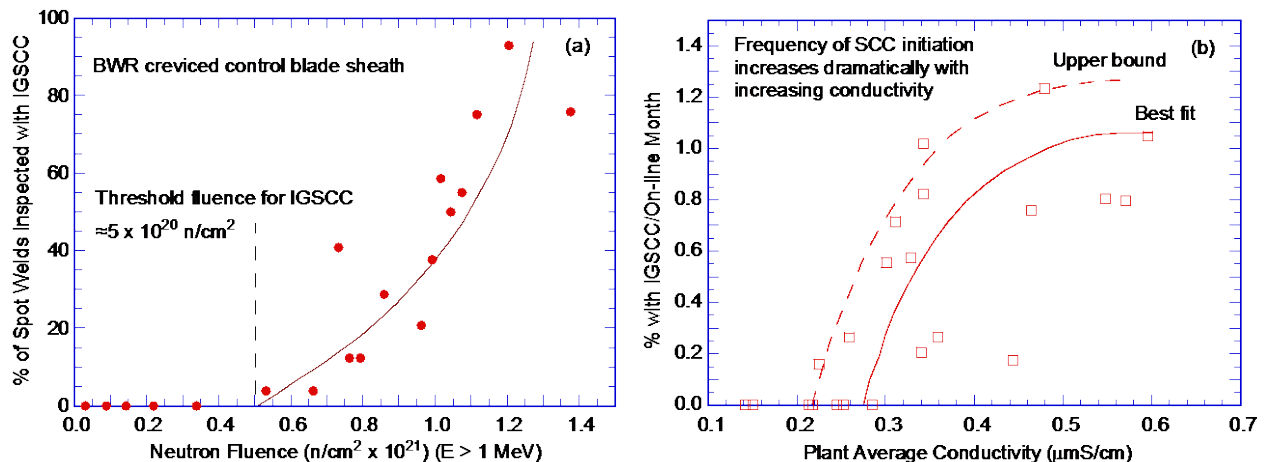 (a)
BWR creviced control blade sheath
Threshold fluence for IGSCC
≈5 x 10²⁰ n/cm²
% of Spot Welds Inspected with IGSCC
100
80
60
40
20
0
0.0 0.2 0.4 0.6 0.8 1.0 1.2 1.4
Neutron Fluence (n/cm² x 10²¹) (E > 1 MeV)
(b)
Frequency of SCC initiation
increases dramatically with
increasing conductivity
Upper bound
Best fit
% with IGSCC/On-line Month
1.4
1.2
1.0
0.8
0.6
0.4
0.2
0.0
0.1 0.2 0.3 0.4 0.5 0.6 0.7
Plant Average Conductivity (μmS/cm)